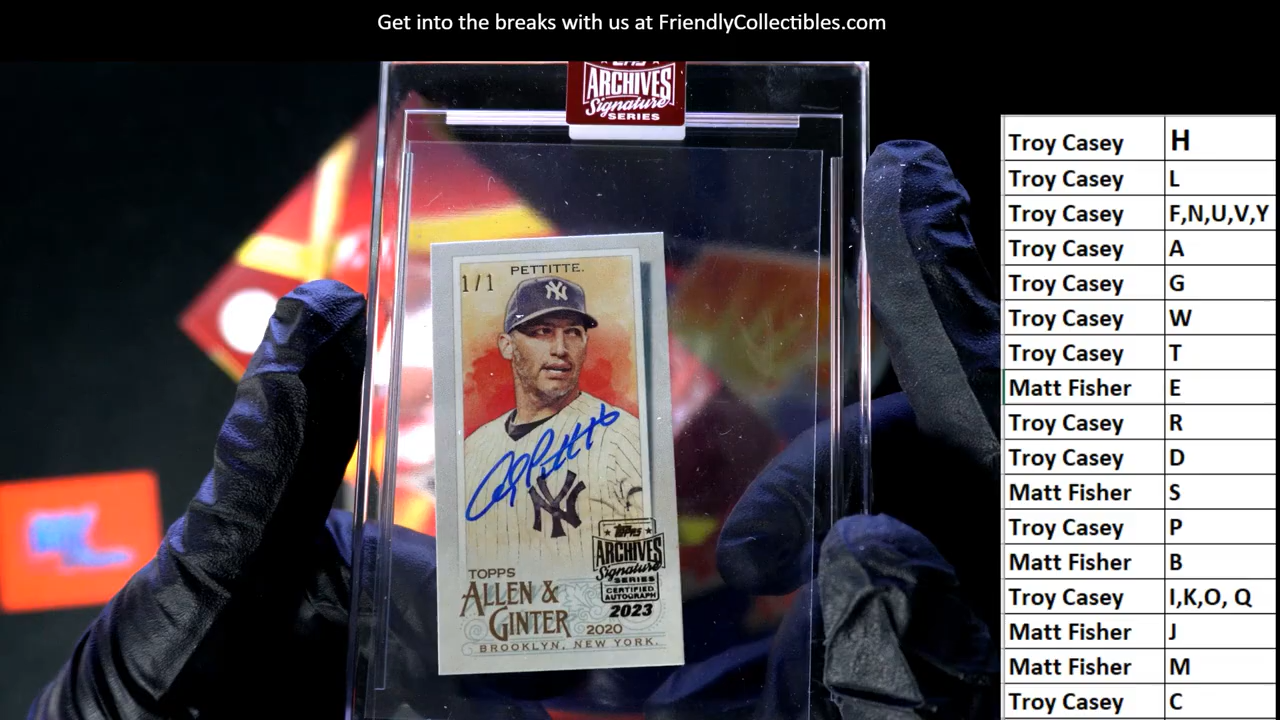 Get into the breaks with us at FriendlyCollectibles.com
ARCHIVES
Signature
SERIES
PETTITTE.
1/1
NY
NY
TOPPS
ARCHIVES
Signature
SERIES
CERTIFIED
AUTOGRAPH
2023
TOPPS
ALLEN &
GINTER
2020
BROOKLYN, NEW YORK.
Troy Casey H
Troy Casey L
Troy Casey F,N,U,V,Y
Troy Casey A
Troy Casey G
Troy Casey W
Troy Casey T
Matt Fisher E
Troy Casey R
Troy Casey D
Matt Fisher S
Troy Casey P
Matt Fisher B
Troy Casey I,K,O, Q
Matt Fisher J
Matt Fisher M
Troy Casey C